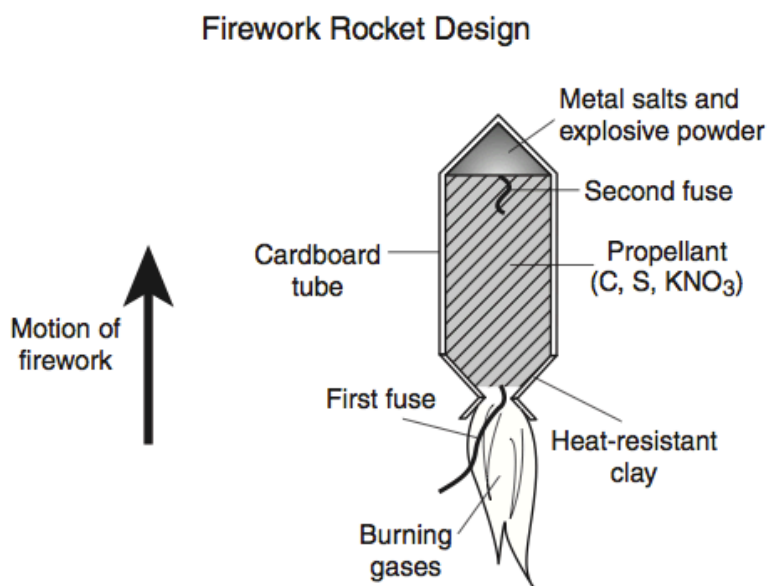 Firework Rocket Design
Metal salts and
explosive powder
Second fuse
Cardboard
tube
Propellant
(C, S, KNO₃)
Motion of
firework
First fuse
Heat-resistant
clay
Burning
gases